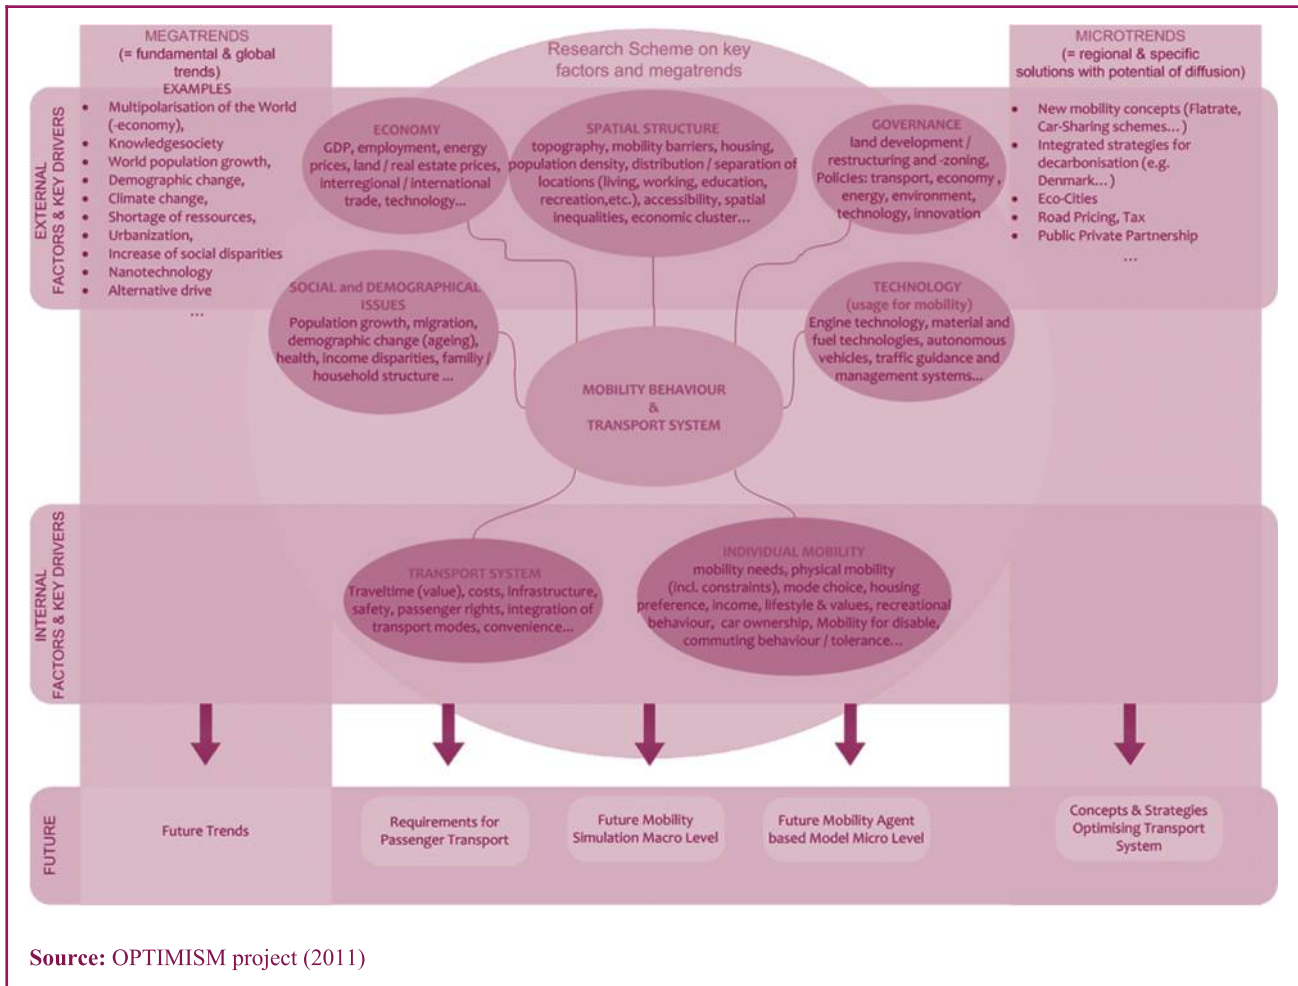 MEGATRENDS
(= fundamental & global
trends)
EXAMPLES
• Multipolarisation of the World
(-economy),
• Knowledgesociety
• World population growth,
• Demographic change,
• Climate change,
• Shortage of ressources,
• Urbanization,
• Increase of social disparities
• Nanotechnology
• Alternative drive
...
Research Scheme on key
factors and megatrends
MICROTRENDS
(= regional & specific
solutions with potential of diffusion)
• New mobility concepts (Flatrate,
Car-Sharing schemes...)
• Integrated strategies for
decarbonisation (e.g.
Denmark...)
• Eco-Cities
• Road Pricing, Tax
• Public Private Partnership
...
EXTERNAL
FACTORS & KEY DRIVERS
ECONOMY
GDP, employment, energy
prices, land / real estate prices,
interregional / international
trade, technology...
SPATIAL STRUCTURE
topography, mobility barriers, housing,
population density, distribution / separation of
locations (living, working, education,
recreation,etc.), accessibility, spatial
inequalities, economic cluster...
GOVERNANCE
land development /
restructuring and -zoning,
Policies: transport, economy ,
energy, environment,
technology, innovation
SOCIAL and DEMOGRAPHICAL
ISSUES
Population growth, migration,
demographic change (ageing),
health, income disparities, familiy /
household structure ...
TECHNOLOGY
(usage for mobility)
Engine technology, material and
fuel technologies, autonomous
vehicles, traffic guidance and
management systems...
MOBILITY BEHAVIOUR
&
TRANSPORT SYSTEM
INTERNAL
FACTORS & KEY DRIVERS
TRANSPORT SYSTEM
Traveltime (value), costs, infrastructure,
safety, passenger rights, integration of
transport modes, convenience...
INDIVIDUAL MOBILITY
mobility needs, physical mobility
(incl. constraints), mode choice, housing
preference, income, lifestyle & values, recreational
behaviour, car ownership, Mobility for disable,
commuting behaviour / tolerance...
FUTURE
Future Trends
Requirements for
Passenger Transport
Future Mobility
Simulation Macro Level
Future Mobility Agent
based Model Micro Level
Concepts & Strategies
Optimising Transport
System
Source: OPTIMISM project (2011)